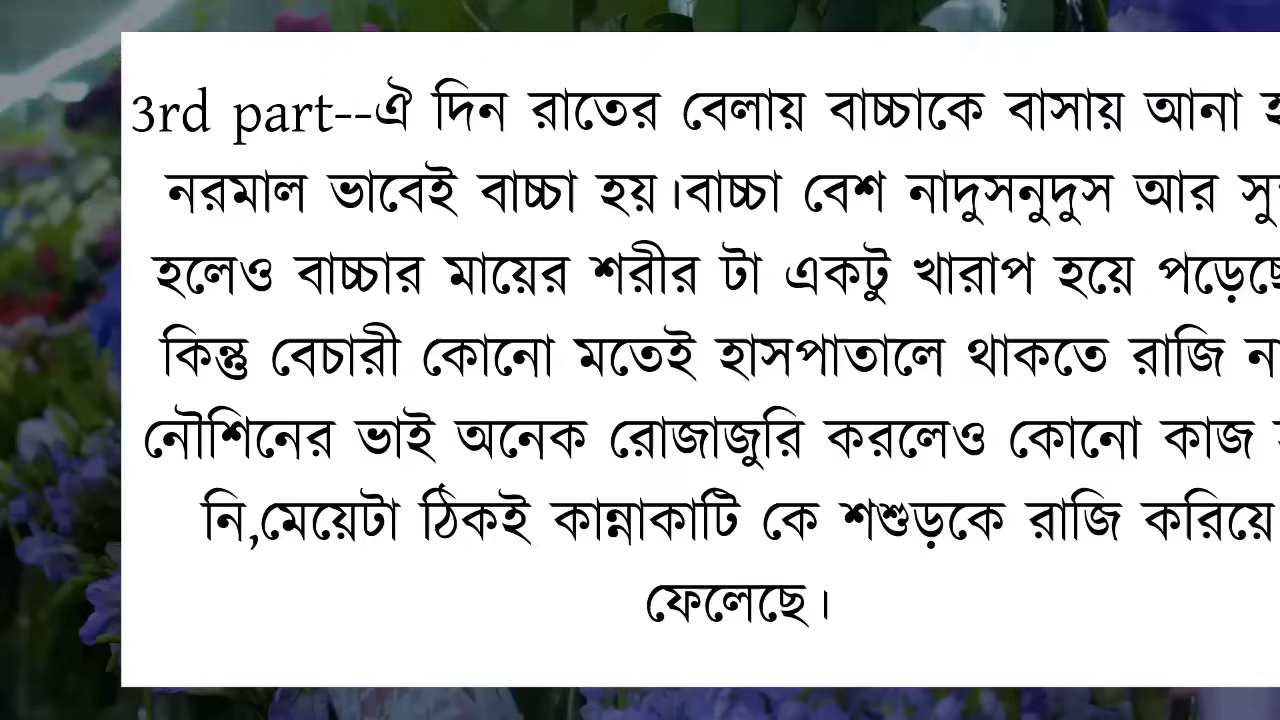 3rd part--ঐ দিন রাতের বেলায় বাচ্চাকে বাসায় আনা
নরমাল ভাবেই বাচ্চা হয়।বাচ্চা বেশ নাদুসনুদুস আর
হলেও বাচ্চার মায়ের শরীর টা একটু খারাপ হয়ে পড়েছে
কিন্তু বেচারী কোনো মতেই হাসপাতালে থাকতে রাজি
নৌশিনের ভাই অনেক রোজাজুরি করলেও কোনো কাজ
নি,মেয়েটা ঠিকই কান্নাকাটি কে শশুড়কে রাজি করিয়ে
ফেলেছে।